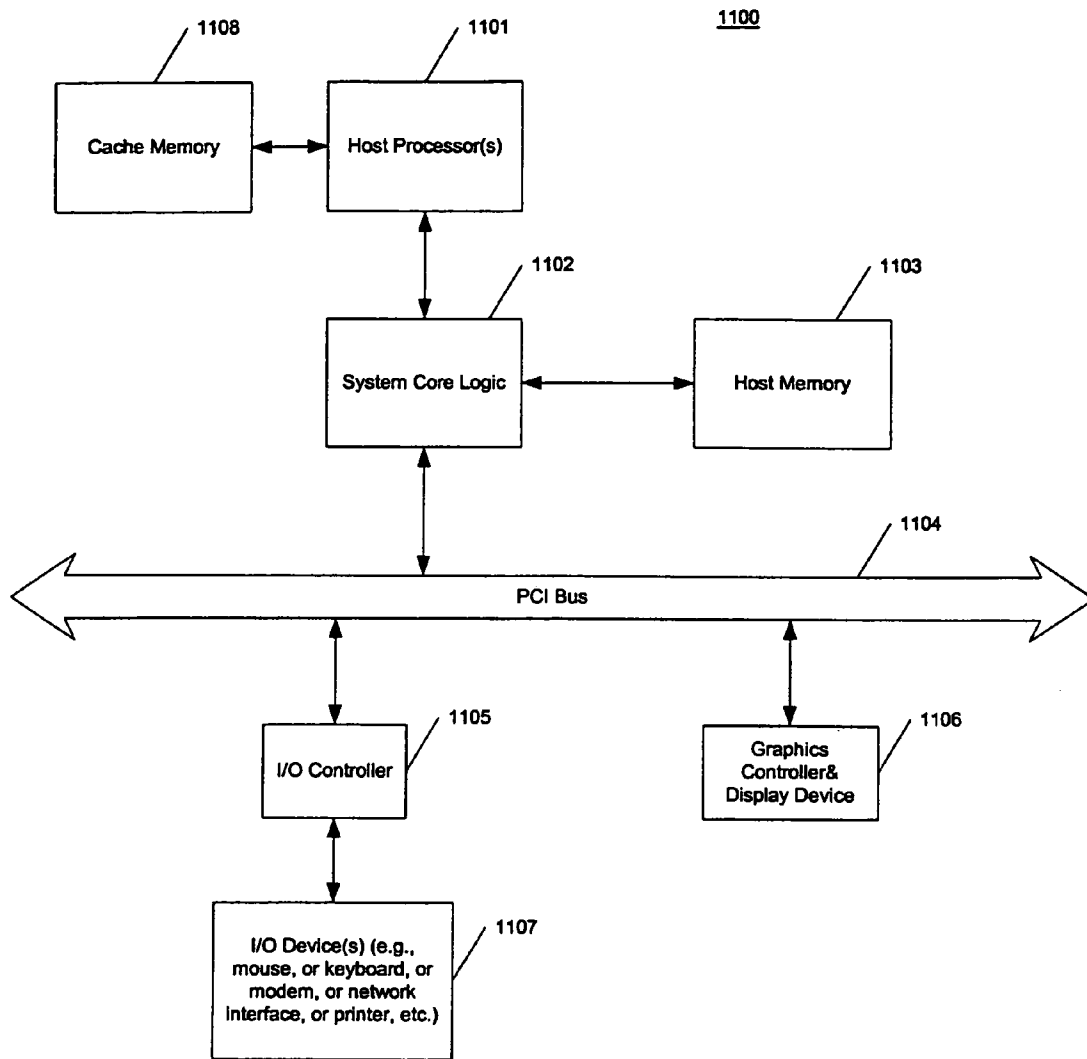 1100
1108
1101
Cache Memory
Host Processor(s)
1102
1103
System Core Logic
Host Memory
1104
PCI Bus
1105
1106
I/O Controller
Graphics
Controller&
Display Device
1107
I/O Device(s) (e.g.,
mouse, or keyboard, or
modem, or network
interface, or printer, etc.)